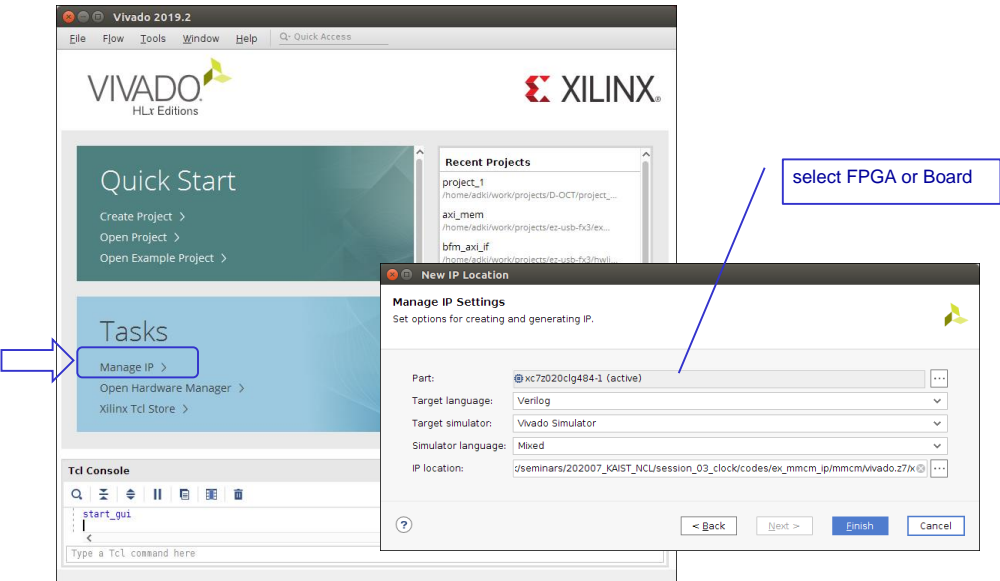 Vivado 2019.2
File Flow Tools Window Help Quick Access
VIVADO
HLx Editions
XILINX
Quick Start
Create Project >
Open Project >
Open Example Project >
Recent Projects
project_1
/home/adki/work/projects/D-OCT/project_...
axi_mem
/home/adki/work/projects/ez-usb-fx3/ex...
bfm_axi_if
/home/adki/work/projects/ez-usb-fx3/hwli...
select FPGA or Board
Tasks
Manage IP >
Open Hardware Manager >
Xilinx Tcl Store >
New IP Location
Manage IP Settings
Set options for creating and generating IP.
Part: xc7z020clg484-1 (active) ...
Target language: Verilog
Target simulator: Vivado Simulator
Simulator language: Mixed
IP location: :/seminars/202007_KAIST_NCL/session_03_clock/codes/ex_mmcm_ip/mmcm/vivado.z7/x ...
? < Back Next > Finish Cancel
Tcl Console
start_gui
Type a Tcl command here